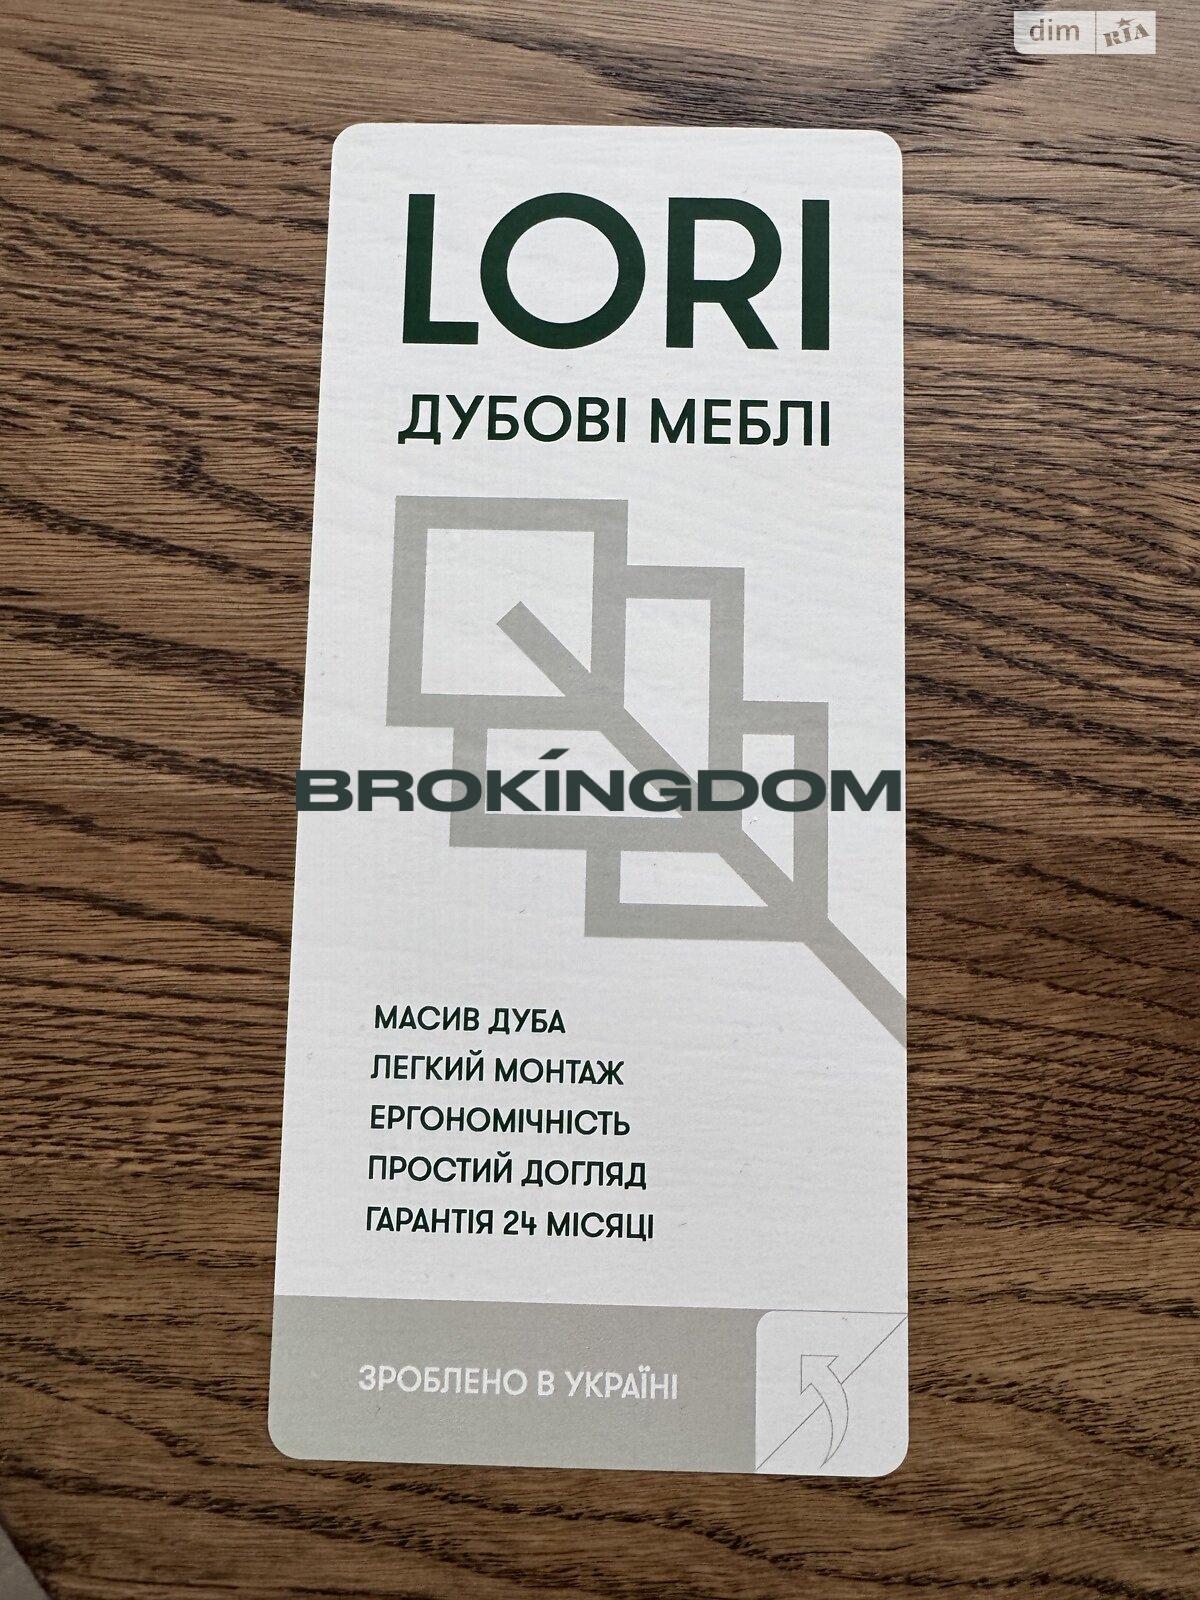 dim RIA
LORI
ДУБОВІ МЕБЛІ
BROKINGDOM
МАСИВ ДУБА
ЛЕГКИЙ МОНТАЖ
ЕРГОНОМІЧНІСТЬ
ПРОСТИЙ ДОГЛЯД
ГАРАНТІЯ 24 МІСЯЦІ
ЗРОБЛЕНО В УКРАЇНІ